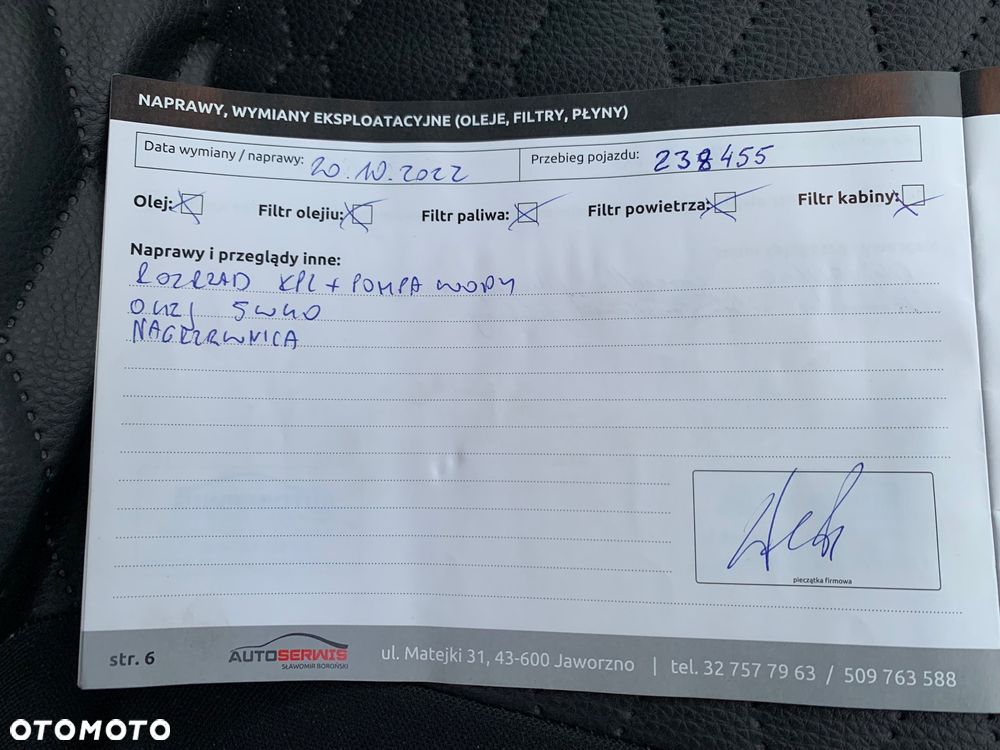 NAPRAWY, WYMIANY EKSPLOATACYJNE (OLEJE, FILTRY, PŁYNY)
Data wymiany / naprawy: 20.10.2022 Przebieg pojazdu: 238455
Olej: Filtr olejiu: Filtr paliwa: Filtr powietrza: Filtr kabiny:
Naprawy i przeglądy inne:
ROZRZAD KPL + POMPA WODY
OLEJ 5W40
NAGRZEWNICA
pieczątka firmowa
str. 6 AUTOSERWIS ul. Matejki 31, 43-600 Jaworzno | tel. 32 757 79 63 / 509 763 588
SŁAWOMIR BOROŃSKI
OTOMOTO